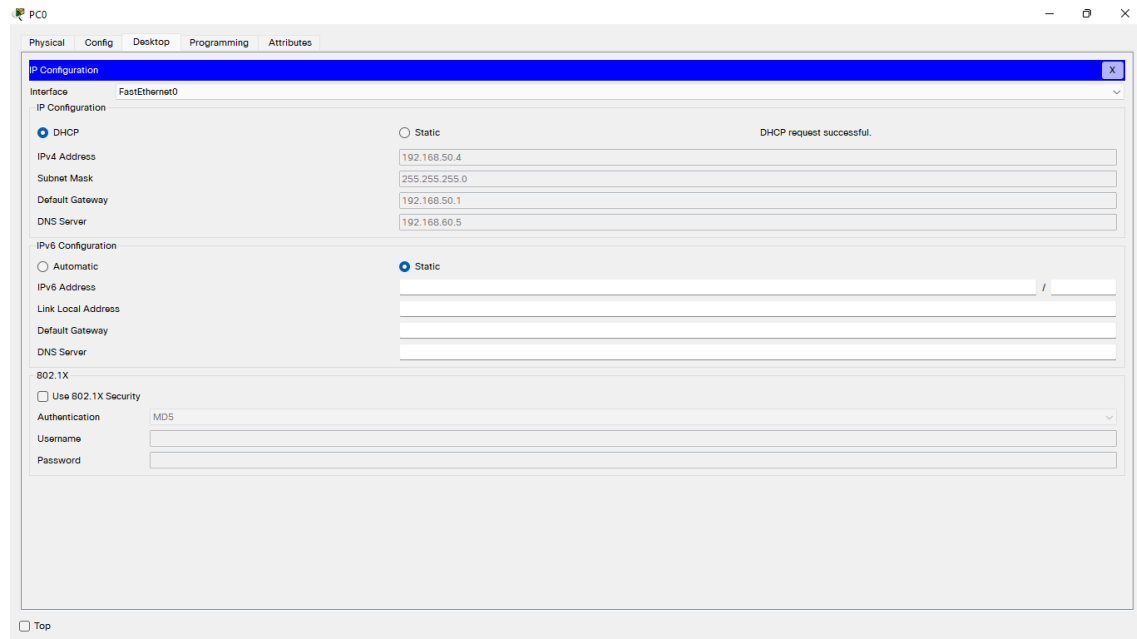 PC0
Physical Config Desktop Programming Attributes
IP Configuration X
Interface FastEthernet0
IP Configuration
DHCP Static DHCP request successful.
IPv4 Address 192.168.50.4
Subnet Mask 255.255.255.0
Default Gateway 192.168.50.1
DNS Server 192.168.60.5
IPv6 Configuration
Automatic Static
IPv6 Address /
Link Local Address
Default Gateway
DNS Server
802.1X
Use 802.1X Security
Authentication MD5
Username
Password
Top